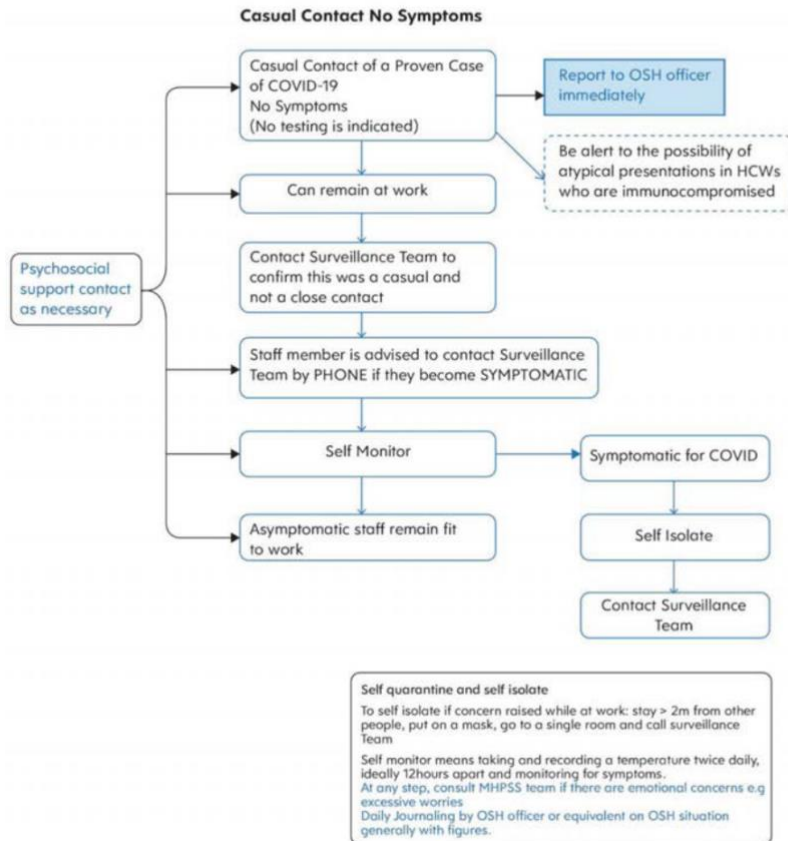 Casual Contact No Symptoms
Casual Contact of a Proven Case
of COVID-19
No Symptoms
(No testing is indicated)
Report to OSH officer
immediately
Be alert to the possibility of
atypical presentations in HCWs
who are immunocompromised
Can remain at work
Contact Surveillance Team to
confirm this was a casual and
not a close contact
Psychosocial
support contact
as necessary
Staff member is advised to contact Surveillance
Team by PHONE if they become SYMPTOMATIC
Self Monitor
Symptomatic for COVID
Asymptomatic staff remain fit
to work
Self Isolate
Contact Surveillance
Team
Self quarantine and self isolate
To self isolate if concern raised while at work: stay > 2m from other
people, put on a mask, go to a single room and call surveillance
Team
Self monitor means taking and recording a temperature twice daily,
ideally 12hours apart and monitoring for symptoms.
At any step, consult MHPSS team if there are emotional concerns e.g
excessive worries
Daily Journaling by OSH officer or equivalent on OSH situation
generally with figures.